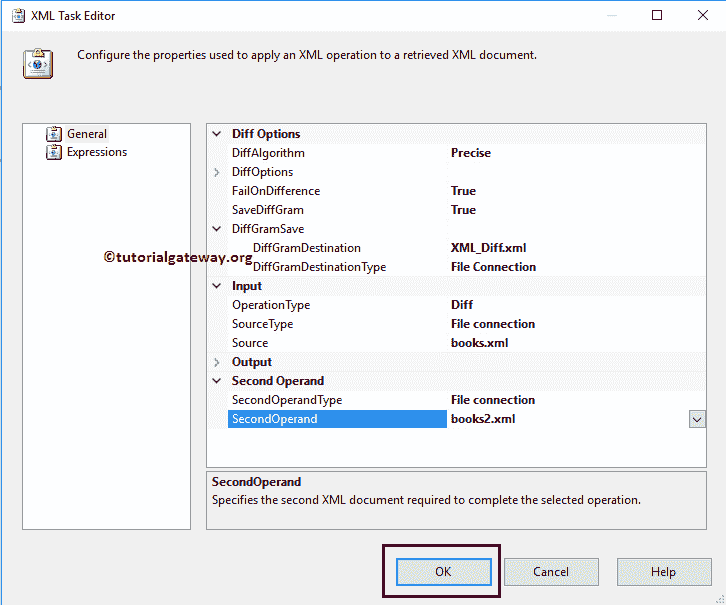 XML Task Editor
Configure the properties used to apply an XML operation to a retrieved XML document.
General
Expressions
©tutorialgateway.org
Diff Options
DiffAlgorithm Precise
DiffOptions
FailOnDifference True
SaveDiffGram True
DiffGramSave
DiffGramDestination XML_Diff.xml
DiffGramDestinationType File Connection
Input
OperationType Diff
SourceType File connection
Source books.xml
Output
Second Operand
SecondOperandType File connection
SecondOperand books2.xml
SecondOperand
Specifies the second XML document required to complete the selected operation.
OK Cancel Help